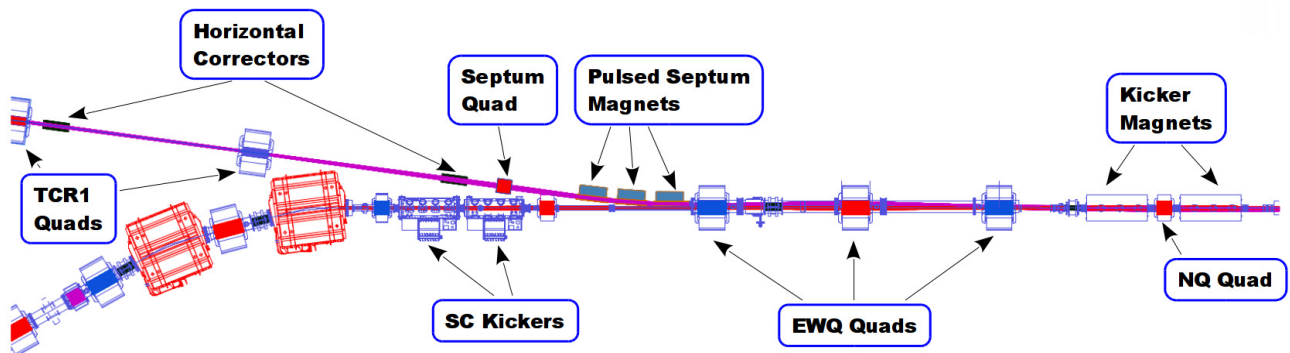 Horizontal
Correctors
Septum
Quad
Pulsed Septum
Magnets
Kicker
Magnets
TCR1
Quads
SC Kickers
EWQ Quads
NQ Quad